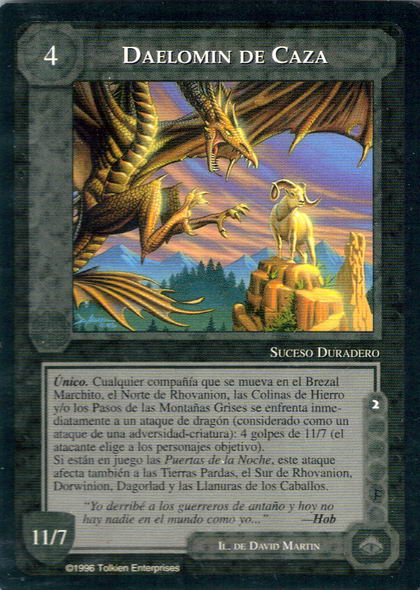 4
DAELOMIN DE CAZA
SUCESO DURADERO
Único. Cualquier compañía que se mueva en el Brezal
Marchito, el Norte de Rhovanion, las Colinas de Hierro
y/o los Pasos de las Montañas Grises se enfrenta inme-
diatamente a un ataque de dragón (considerado como un
ataque de una adversidad-criatura): 4 golpes de 11/7 (el
atacante elige a los personajes objetivo).
Si están en juego las Puertas de la Noche, este ataque
afecta también a las Tierras Pardas, el Sur de Rhovanion,
Dorwinion, Dagorlad y las Llanuras de los Caballos.
2
F
"Yo derribé a los guerreros de antaño y hoy no
hay nadie en el mundo como yo..." —Hob
11/7
IL. DE DAVID MARTIN
©1996 Tolkien Enterprises